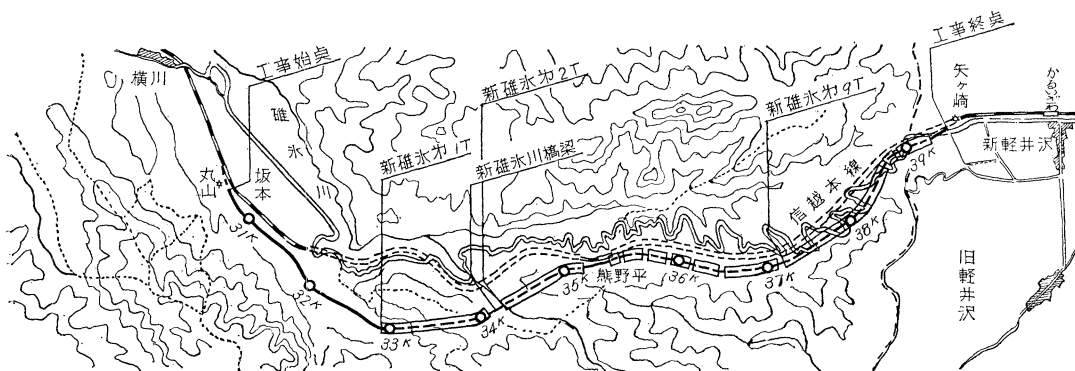 横川
工事始点
碓氷川
丸山
坂本
新碓氷才1T
新碓氷川橋梁
新碓氷才2T
新碓氷才9T
信越本線
熊野平
工事終点
矢ヶ崎
かるいざわ
新軽井沢
旧軽井沢
31K
32K
33K
34K
35K
36K
37K
38K
39K